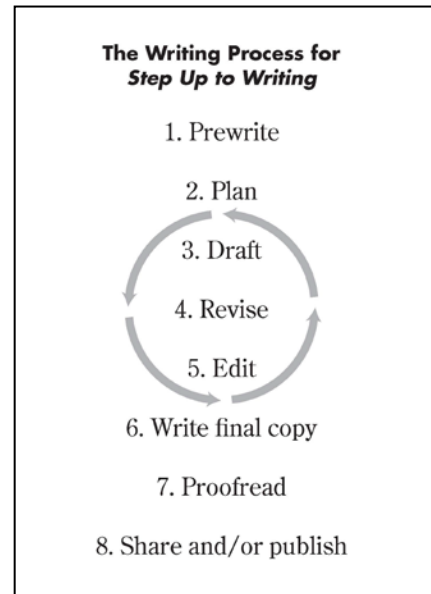 The Writing Process for
Step Up to Writing
1. Prewrite
2. Plan
3. Draft
4. Revise
5. Edit
6. Write final copy
7. Proofread
8. Share and/or publish